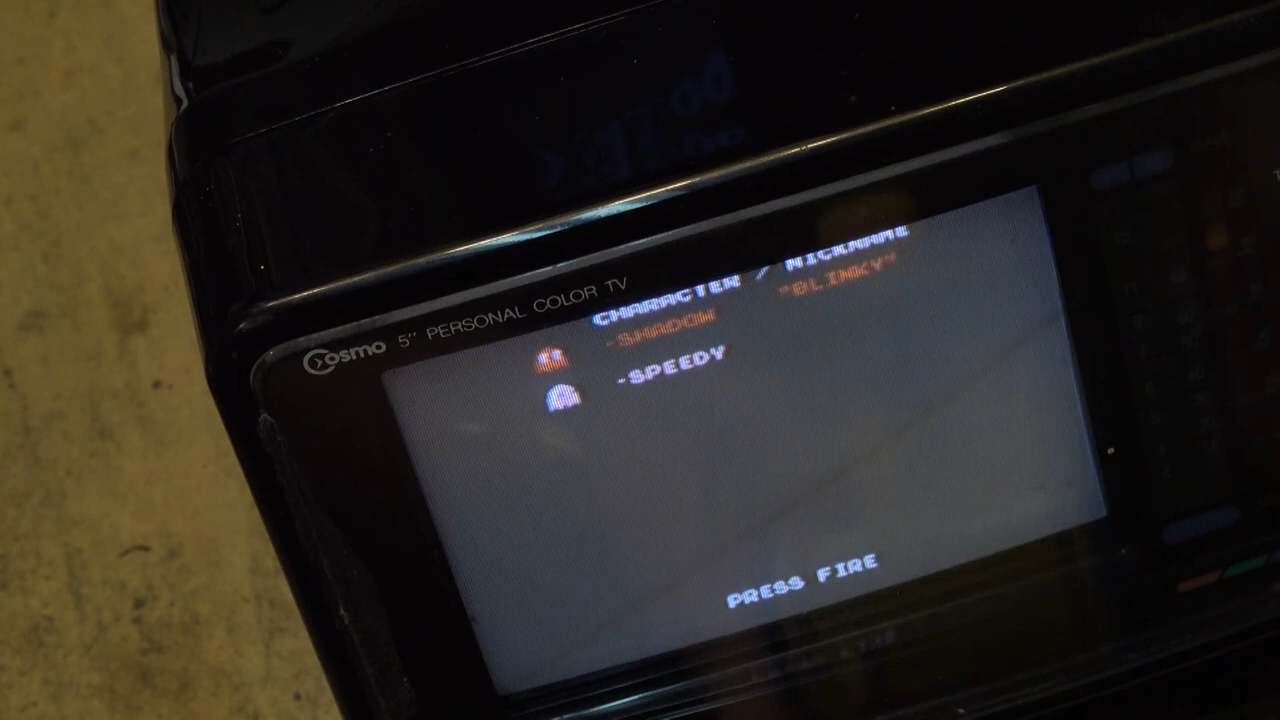 Cosmo 5" PERSONAL COLOR TV
CHARACTER / NICKNAME
-SHADOW "BLINKY"
-SPEEDY
PRESS FIRE